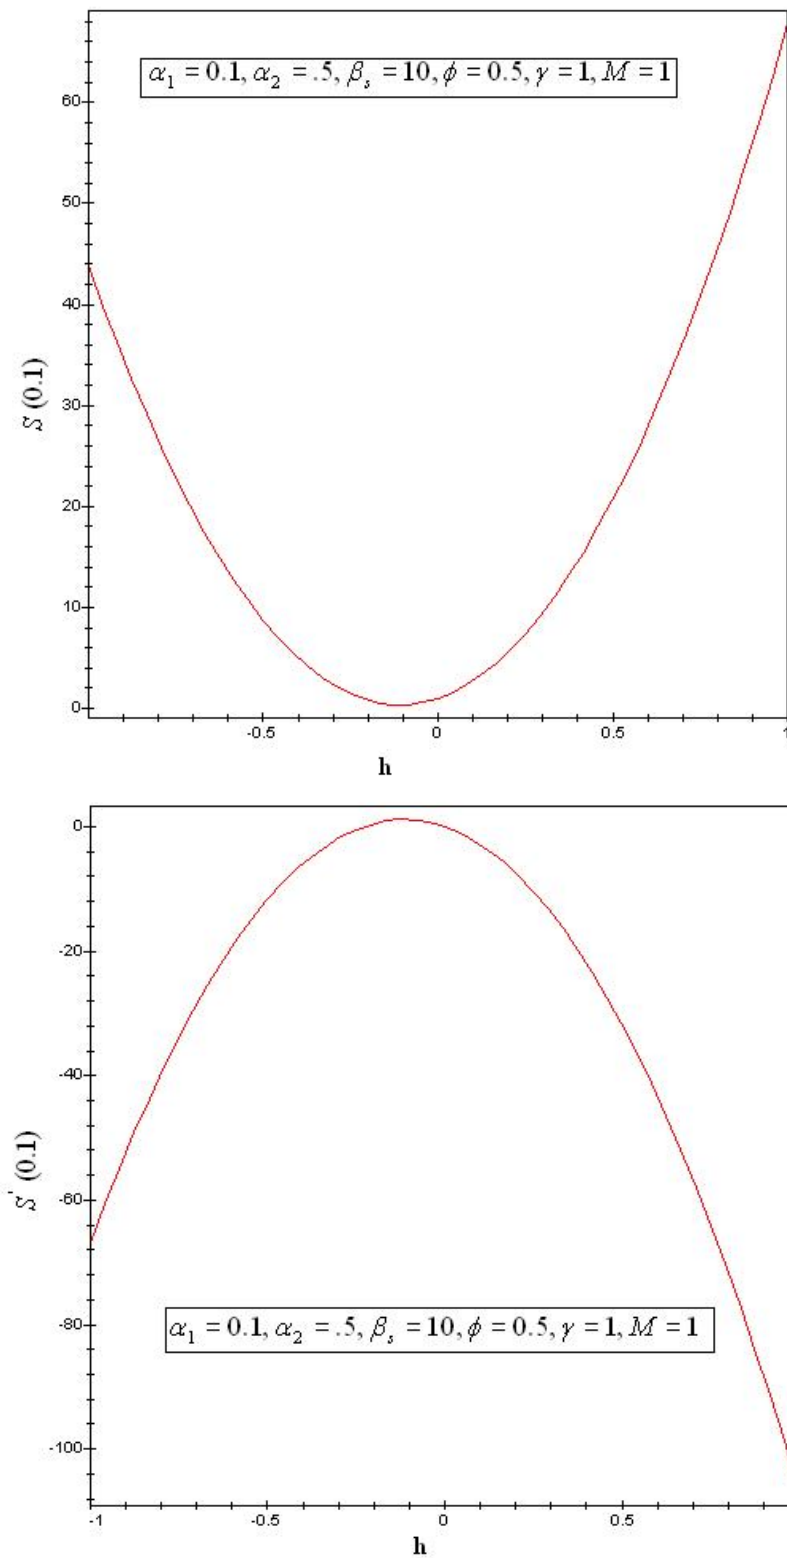 α₁ = 0.1, α₂ = .5, βₛ = 10, ϕ = 0.5, γ = 1, M = 1
60
50
40
30
20
10
0
S (0.1)
-0.5 0 0.5 1
h
0
-20
-40
-60
-80
-100
S' (0.1)
α₁ = 0.1, α₂ = .5, βₛ = 10, ϕ = 0.5, γ = 1, M = 1
-1 -0.5 0 0.5
h